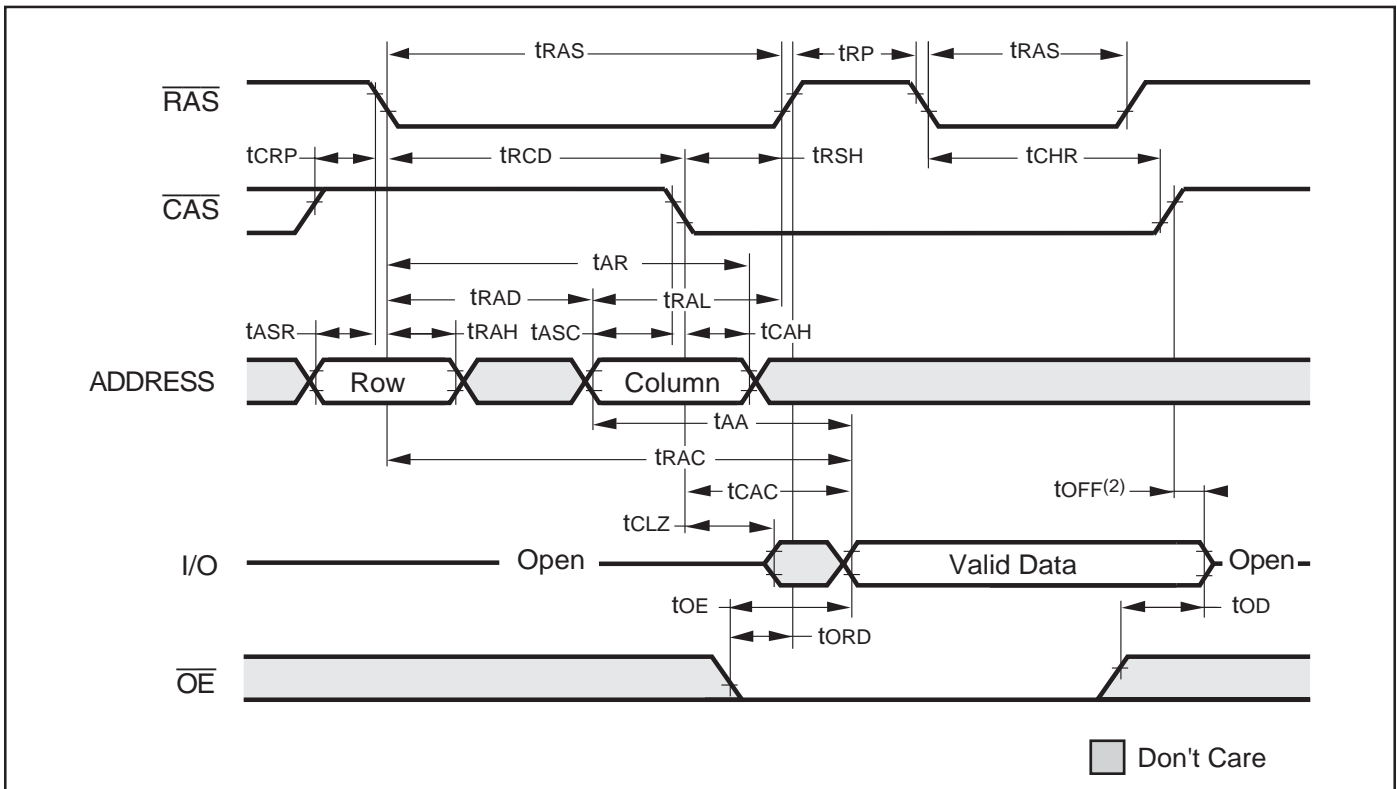 tRAS
tRP
tRAS
RAS
tCRP
tRCD
tRSH
tCHR
CAS
tAR
tRAD
tRAL
tASR
tRAH
tASC
tCAH
ADDRESS
Row
Column
tAA
tRAC
tCAC
tOFF(2)
tCLZ
I/O
Open
Valid Data
Open
tOE
tOD
tORD
OE
Don't Care